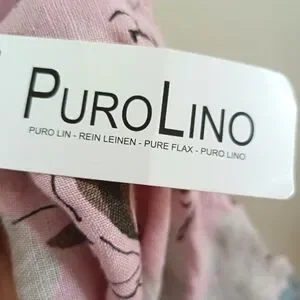 PUROLINO
PURO LIN - REIN LEINEN - PURE FLAX - PURO LINO